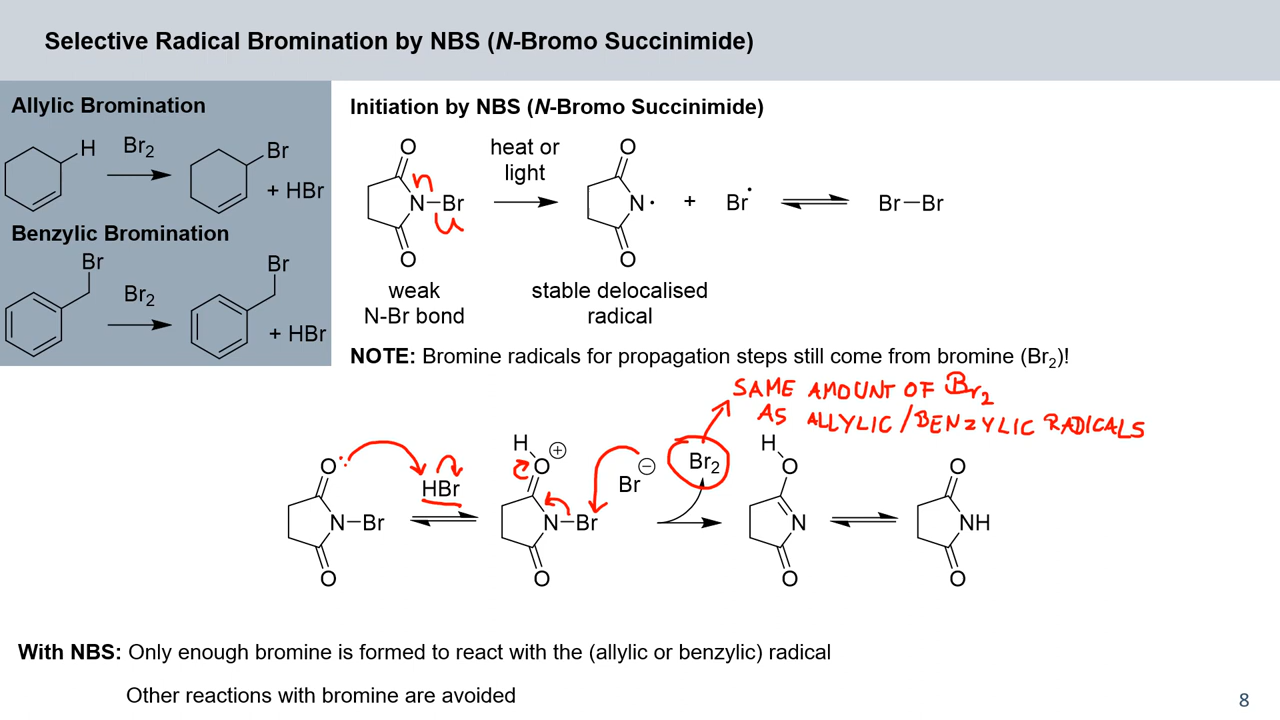 Selective Radical Bromination by NBS (N-Bromo Succinimide)
Allylic Bromination
H
Br2
Br
+ HBr
Benzylic Bromination
Br
Br2
Br
+ HBr
Initiation by NBS (N-Bromo Succinimide)
O
N
Br
O
heat or
light
O
N·
O
+
Br·
Br–Br
weak
N-Br bond
stable delocalised
radical
NOTE: Bromine radicals for propagation steps still come from bromine (Br2)!
SAME AMOUNT OF Br2
AS ALLYLIC/BENZYLIC RADICALS
O
N–Br
O
HBr
H
O
⊕
N–Br
O
Br
⊖
Br2
H
O
N
O
O
NH
O
With NBS: Only enough bromine is formed to react with the (allylic or benzylic) radical
Other reactions with bromine are avoided
8